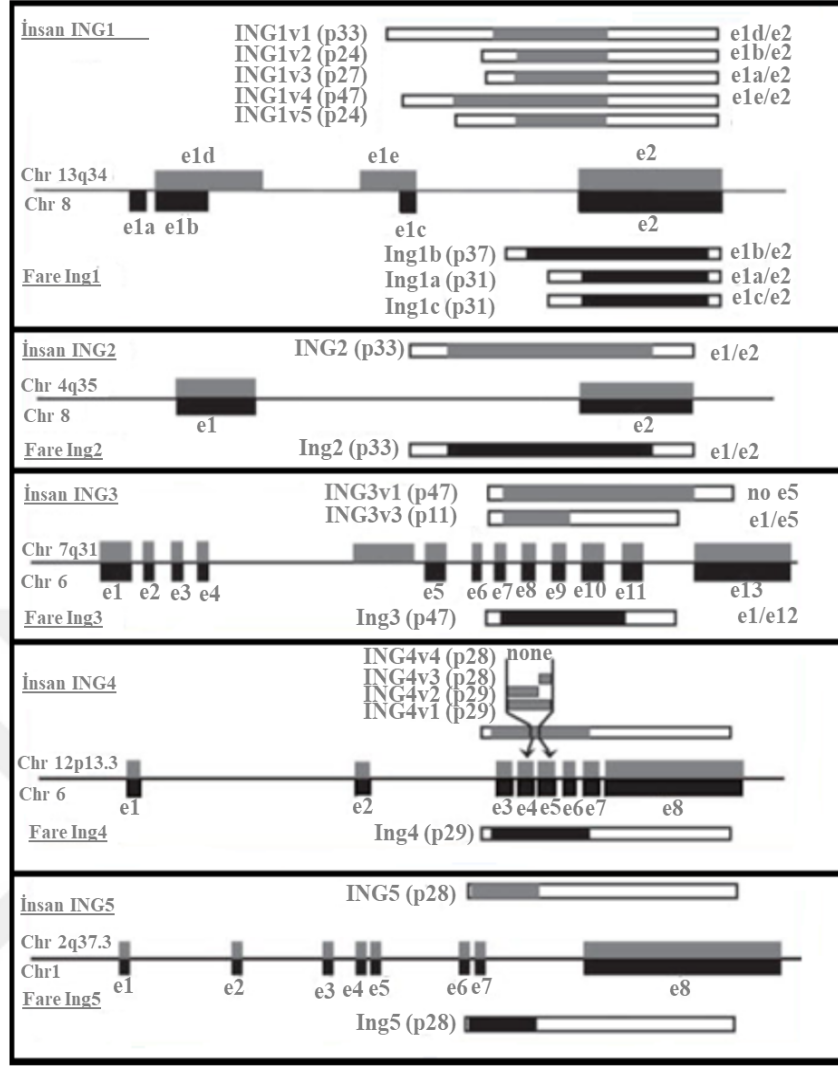 İnsan ING1
ING1v1 (p33) e1d/e2
ING1v2 (p24) e1b/e2
ING1v3 (p27) e1a/e2
ING1v4 (p47) e1e/e2
ING1v5 (p24)
e1d e1e e2
Chr 13q34
Chr 8
e1a e1b e1c e2
Ing1b (p37) e1b/e2
Fare Ing1 Ing1a (p31) e1a/e2
Ing1c (p31) e1c/e2
İnsan ING2 ING2 (p33) e1/e2
Chr 4q35
Chr 8
e1 e2
Fare Ing2 Ing2 (p33) e1/e2
İnsan ING3 ING3v1 (p47) no e5
ING3v3 (p11) e1/e5
Chr 7q31
Chr 6
e1 e2 e3 e4 e5 e6 e7 e8 e9 e10 e11 e13
Fare Ing3 Ing3 (p47) e1/e12
ING4v4 (p28) none
İnsan ING4 ING4v3 (p28)
ING4v2 (p29)
ING4v1 (p29)
Chr 12p13.3
Chr 6
e1 e2 e3 e4 e5 e6 e7 e8
Fare Ing4 Ing4 (p29)
İnsan ING5 ING5 (p28)
Chr 2q37.3
Chr1
e1 e2 e3 e4 e5 e6 e7 e8
Fare Ing5
Ing5 (p28)